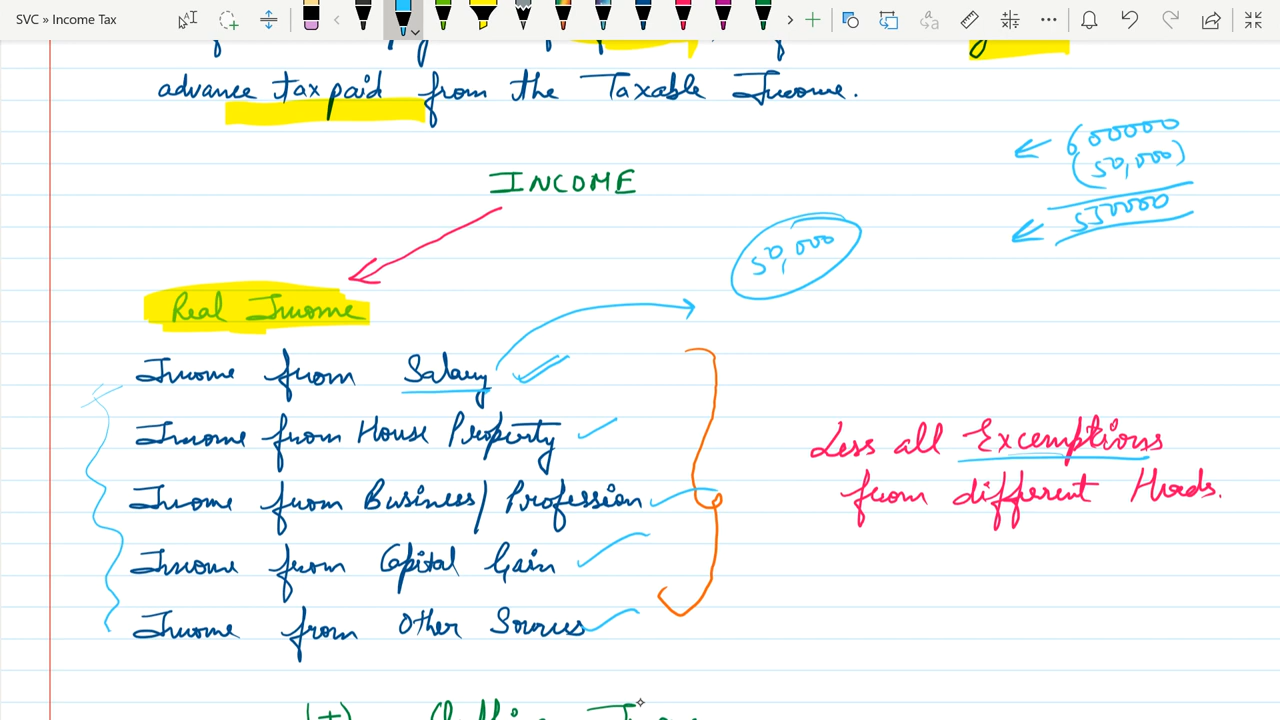 SVC » Income Tax
advance tax paid from the Taxable Income.
600000
(50,000)
550000
INCOME
50,000
Real Income
Income from Salary
Income from House Property
Income from Business/Profession
Income from Capital Gain
Income from Other Sources
Less all Excemptions
from different Heads.
(+)